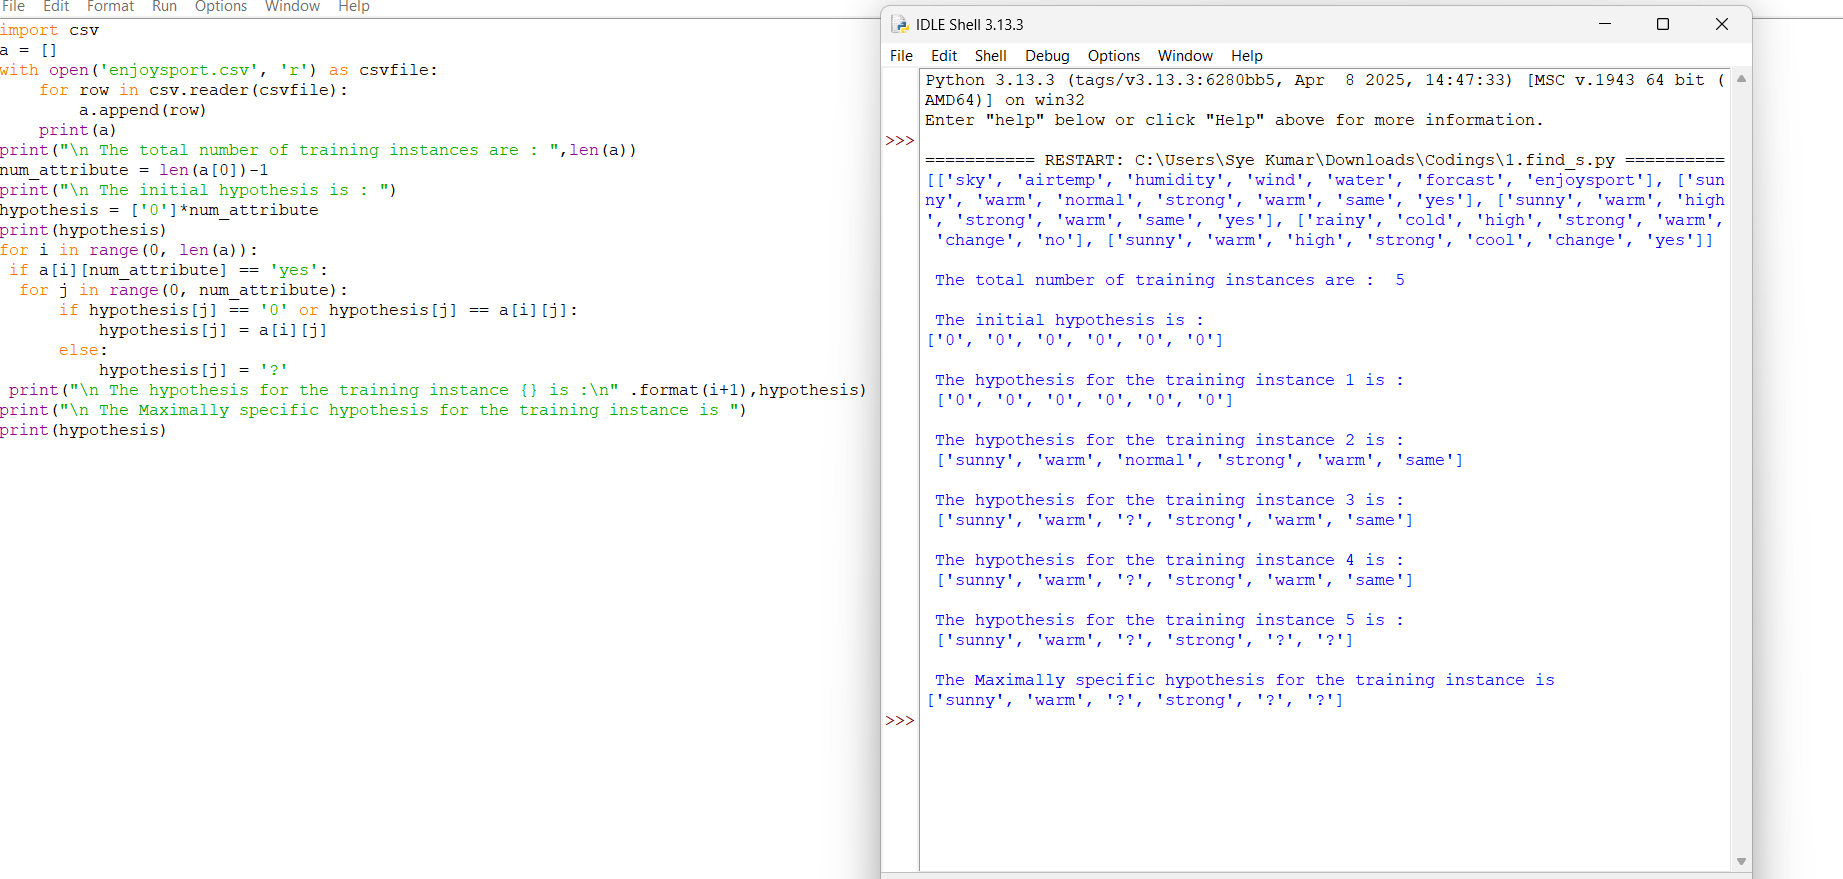 File Edit Format Run Options Window Help
import csv
a = []
with open('enjoysport.csv', 'r') as csvfile:
    for row in csv.reader(csvfile):
        a.append(row)
    print(a)
print("\n The total number of training instances are : ",len(a))
num_attribute = len(a[0])-1
print("\n The initial hypothesis is : ")
hypothesis = ['0']*num_attribute
print(hypothesis)
for i in range(0, len(a)):
 if a[i][num_attribute] == 'yes':
  for j in range(0, num_attribute):
      if hypothesis[j] == '0' or hypothesis[j] == a[i][j]:
          hypothesis[j] = a[i][j]
      else:
          hypothesis[j] = '?'
 print("\n The hypothesis for the training instance {} is :\n" .format(i+1),hypothesis)
print("\n The Maximally specific hypothesis for the training instance is ")
print(hypothesis)
IDLE Shell 3.13.3
File Edit Shell Debug Options Window Help
Python 3.13.3 (tags/v3.13.3:6280bb5, Apr  8 2025, 14:47:33) [MSC v.1943 64 bit (
AMD64)] on win32
Enter "help" below or click "Help" above for more information.
>>>
=========== RESTART: C:\Users\Sye Kumar\Downloads\Codings\1.find_s.py ==========
[['sky', 'airtemp', 'humidity', 'wind', 'water', 'forcast', 'enjoysport'], ['sun
ny', 'warm', 'normal', 'strong', 'warm', 'same', 'yes'], ['sunny', 'warm', 'high
', 'strong', 'warm', 'same', 'yes'], ['rainy', 'cold', 'high', 'strong', 'warm',
 'change', 'no'], ['sunny', 'warm', 'high', 'strong', 'cool', 'change', 'yes']]
 The total number of training instances are :  5
 The initial hypothesis is :
['0', '0', '0', '0', '0', '0']
 The hypothesis for the training instance 1 is :
 ['0', '0', '0', '0', '0', '0']
 The hypothesis for the training instance 2 is :
 ['sunny', 'warm', 'normal', 'strong', 'warm', 'same']
 The hypothesis for the training instance 3 is :
 ['sunny', 'warm', '?', 'strong', 'warm', 'same']
 The hypothesis for the training instance 4 is :
 ['sunny', 'warm', '?', 'strong', 'warm', 'same']
 The hypothesis for the training instance 5 is :
 ['sunny', 'warm', '?', 'strong', '?', '?']
 The Maximally specific hypothesis for the training instance is
['sunny', 'warm', '?', 'strong', '?', '?']
>>>